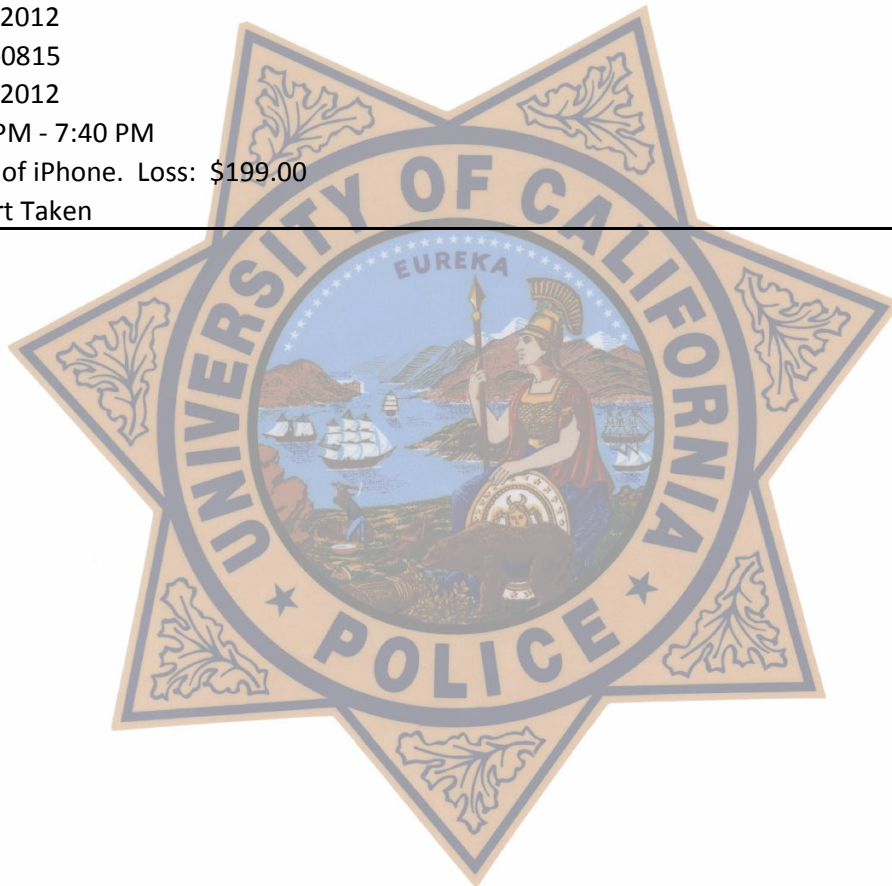 2012
0815
2012
PM - 7:40 PM
of iPhone.  Loss:  $199.00
rt Taken
UNIVERSITY OF CALIFORNIA
EUREKA
POLICE